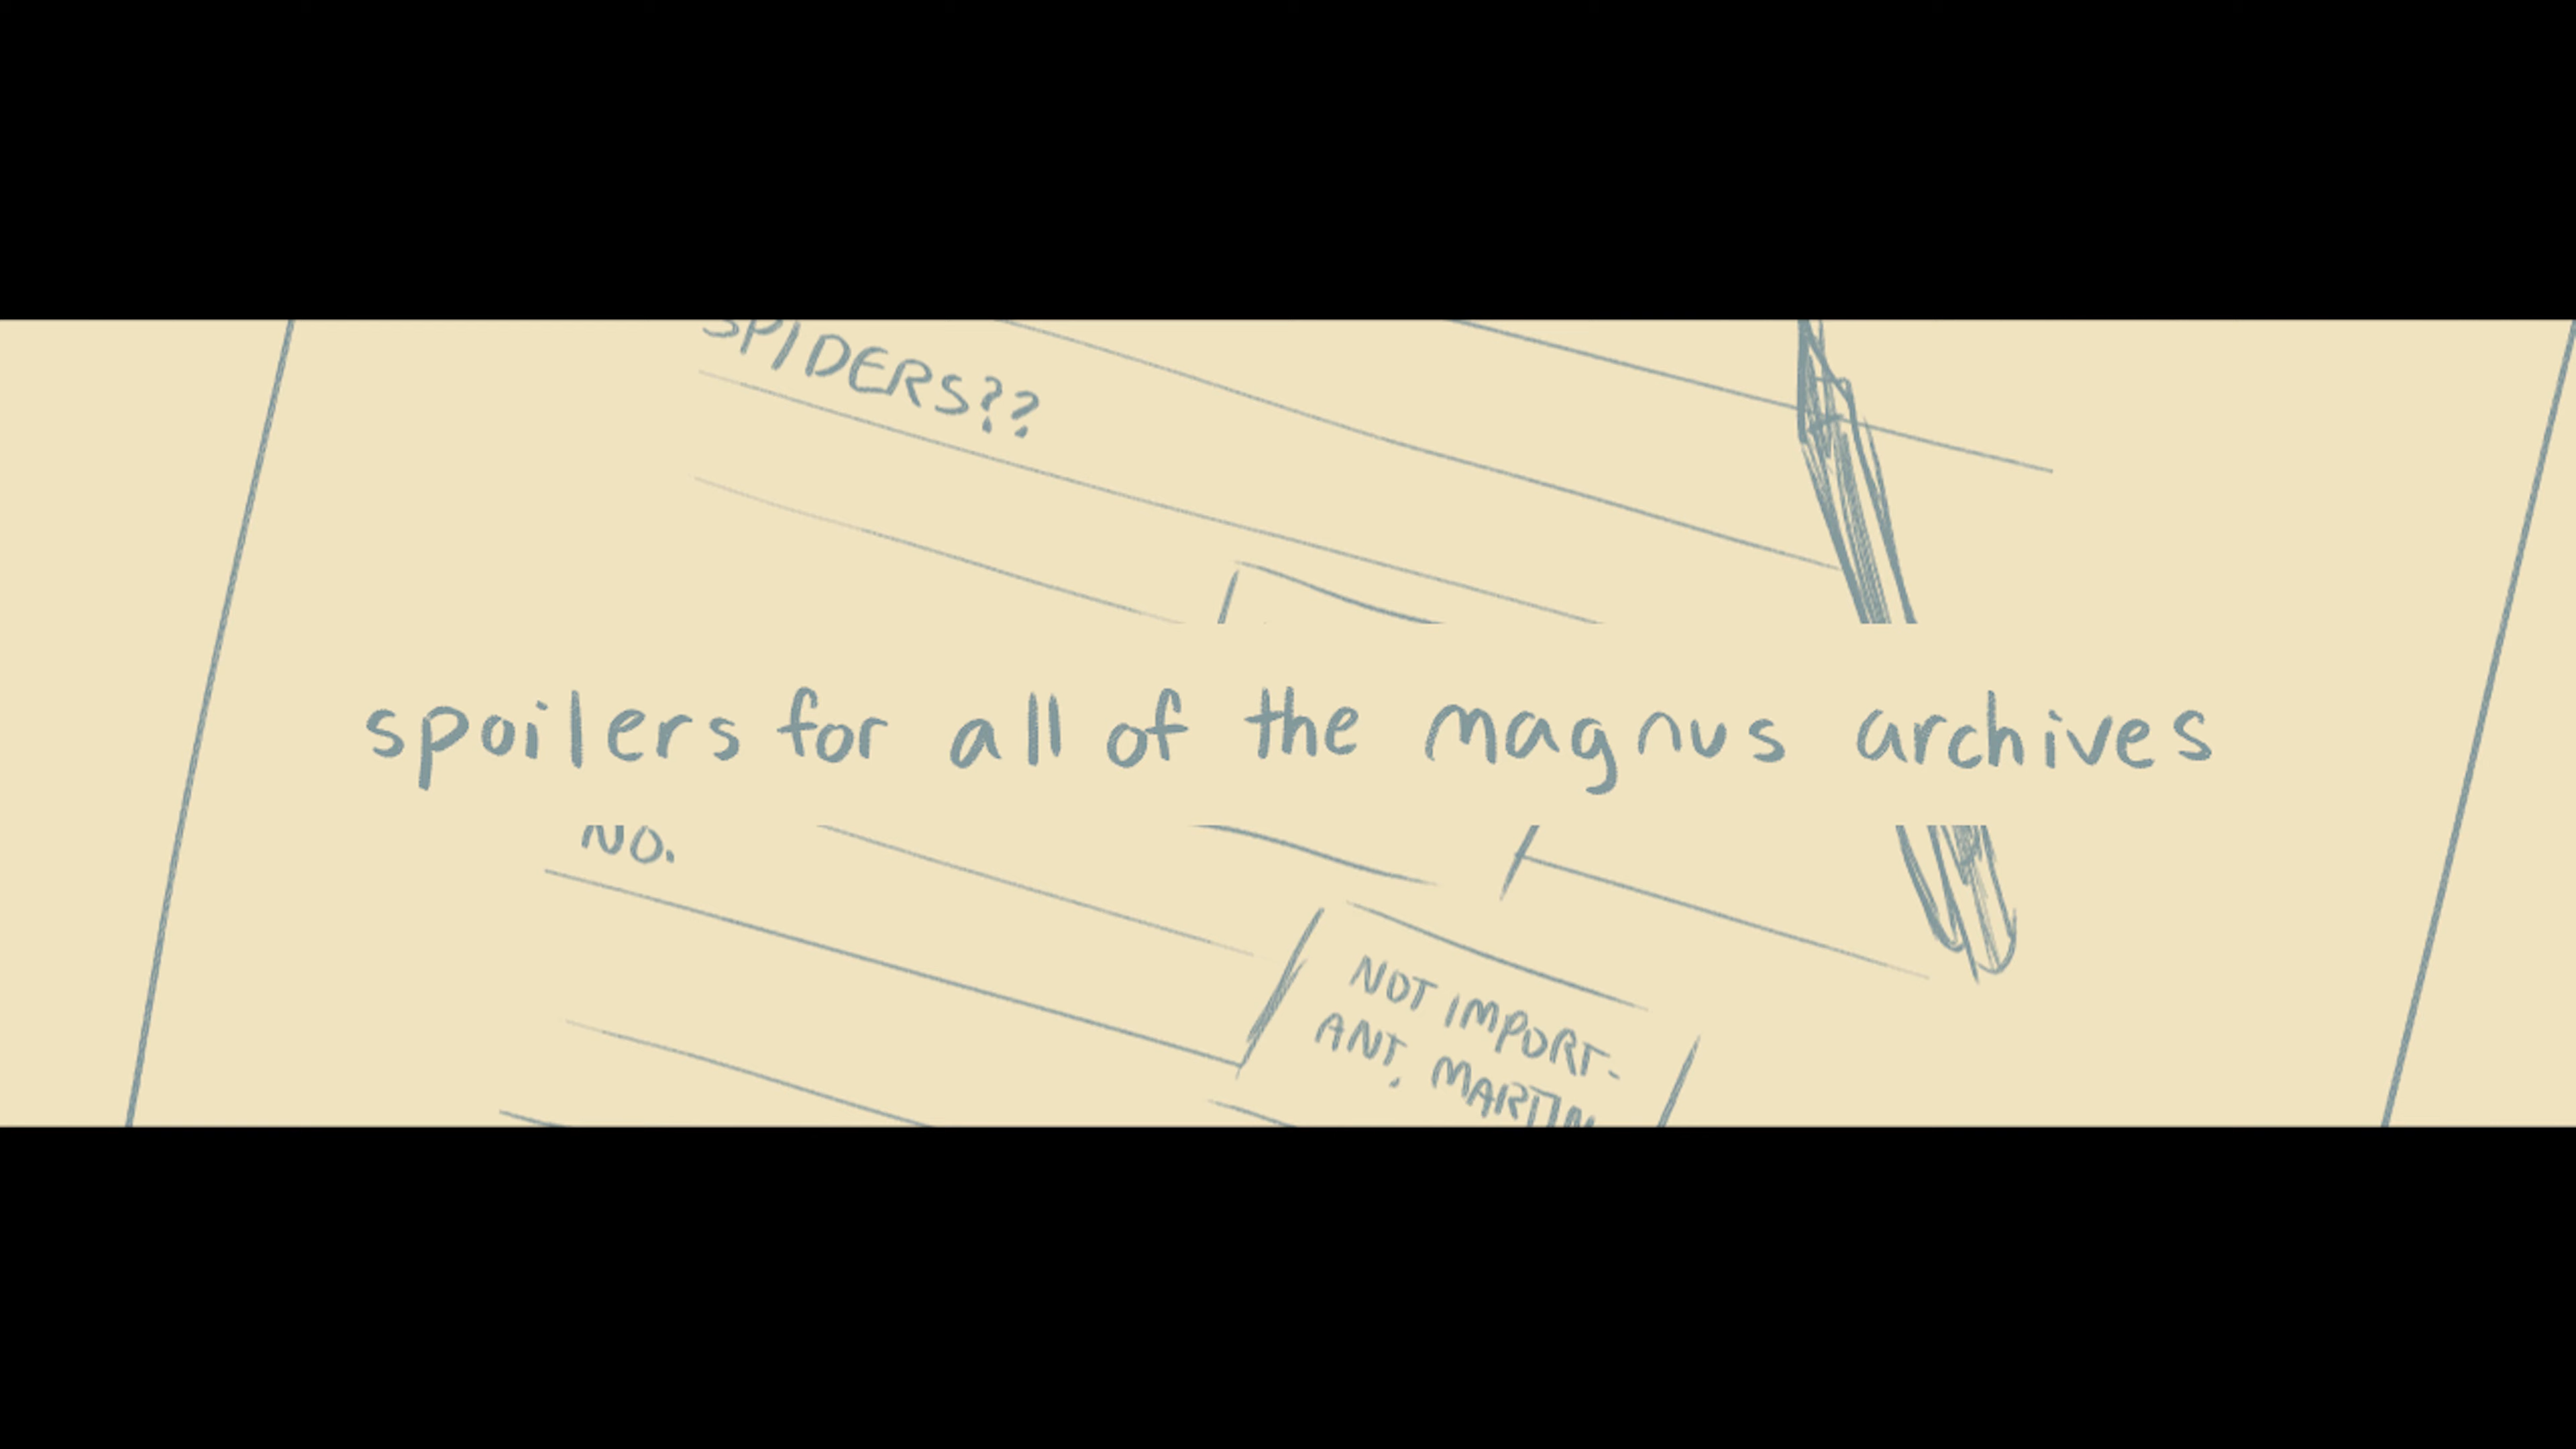 SPIDERS??
spoilers for all of the magnus archives
NO.
NOT IMPORT-
ANT, MARTIN